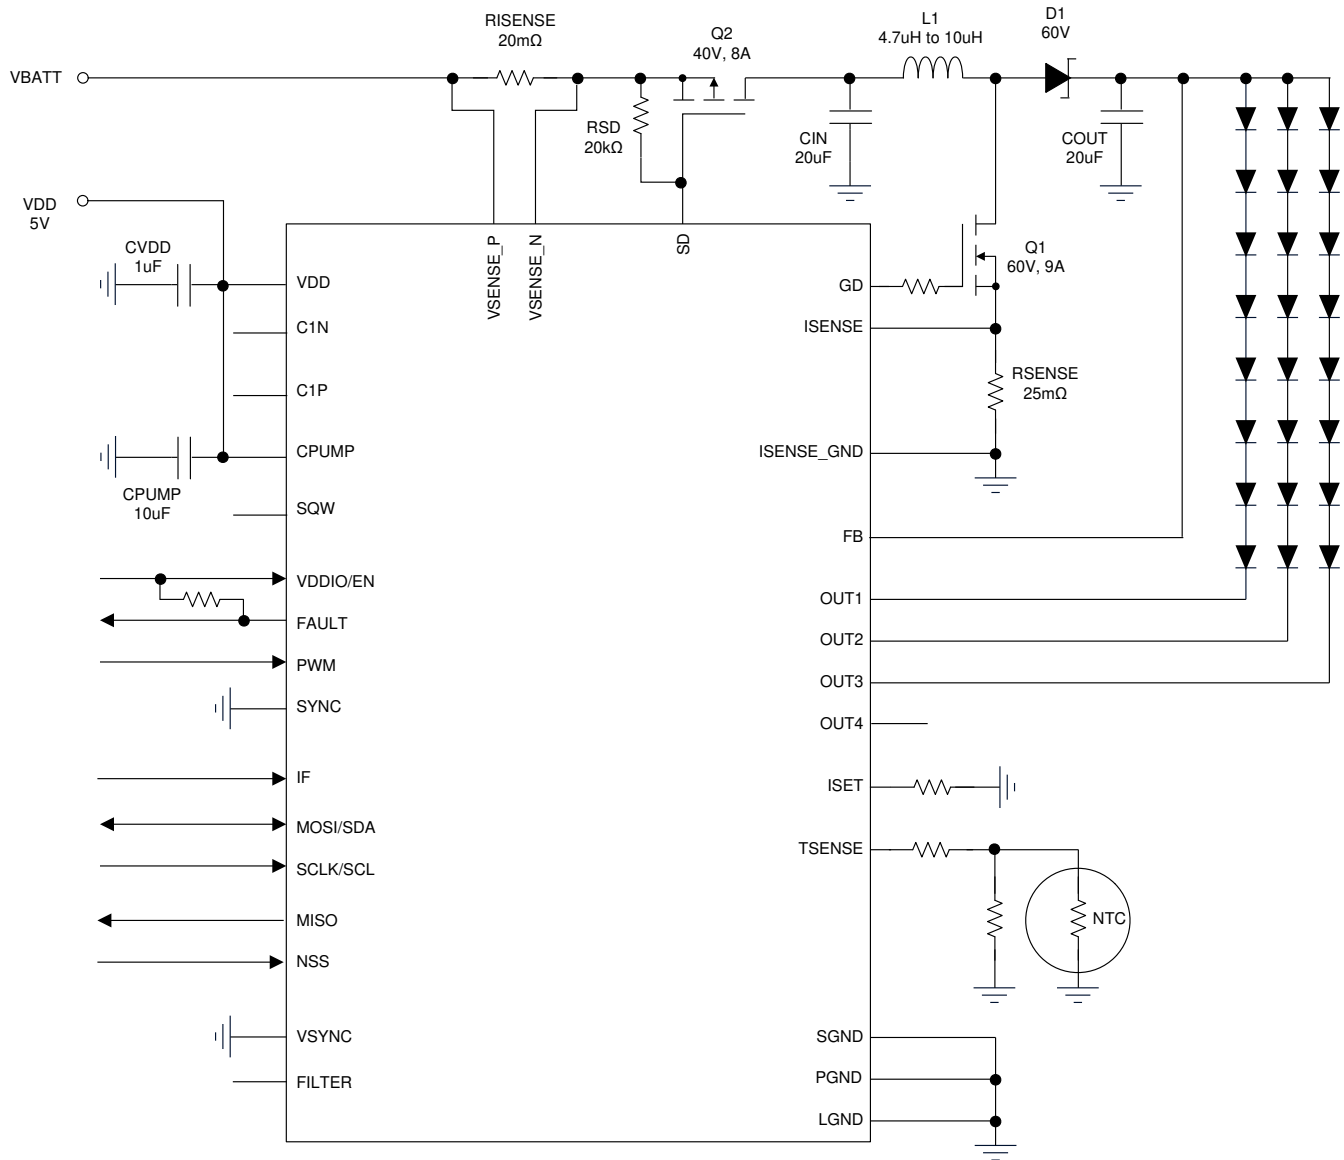 RISENSE
20mΩ
Q2
40V, 8A
L1
4.7uH to 10uH
D1
60V
VBATT
RSD
20kΩ
CIN
20uF
COUT
20uF
VDD
5V
CVDD
1uF
VSENSE_P
VSENSE_N
SD
Q1
60V, 9A
VDD
GD
C1N
ISENSE
C1P
RSENSE
25mΩ
CPUMP
ISENSE_GND
CPUMP
10uF
SQW
FB
VDDIO/EN
OUT1
FAULT
OUT2
PWM
OUT3
SYNC
OUT4
IF
ISET
MOSI/SDA
TSENSE
SCLK/SCL
MISO
NTC
NSS
VSYNC
SGND
FILTER
PGND
LGND